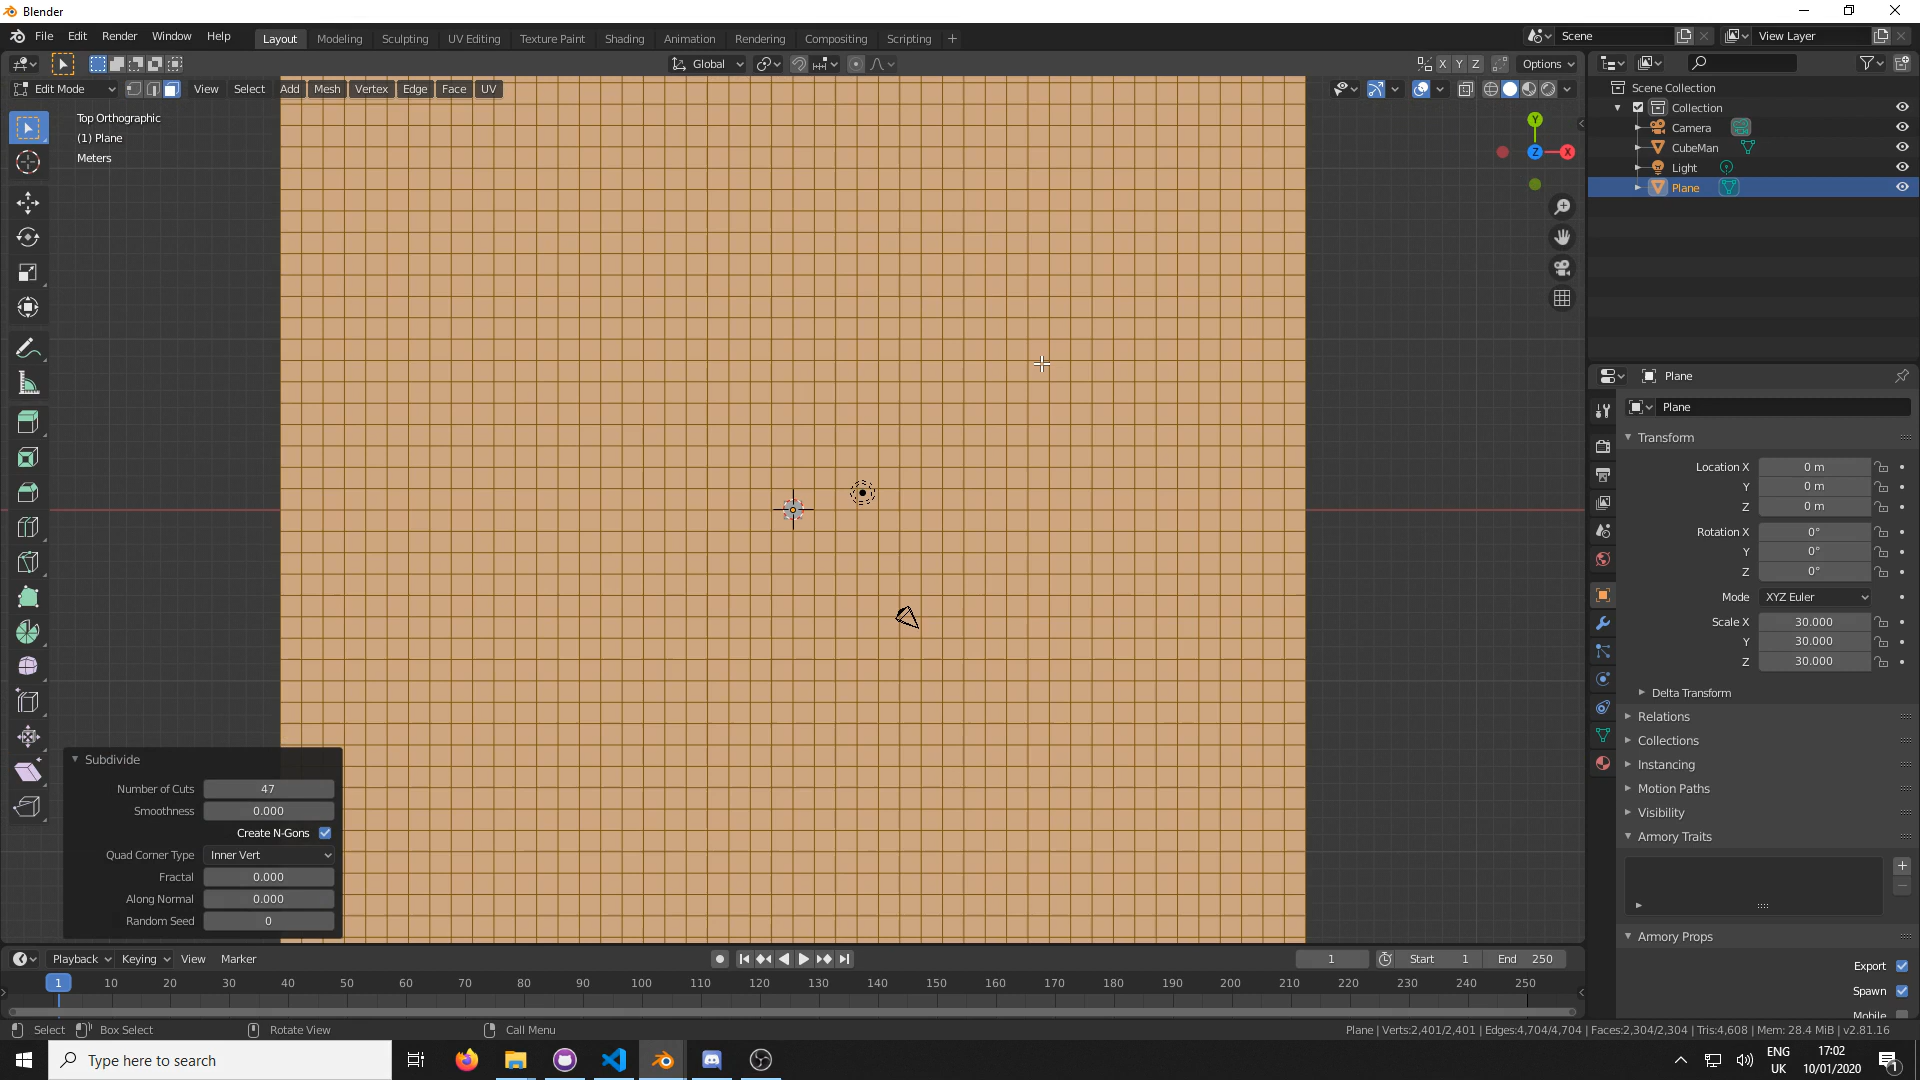 Blender
File Edit Render Window Help
Layout Modeling Sculpting UV Editing Texture Paint Shading Animation Rendering Compositing Scripting +
Scene
View Layer
Global
X Y Z
Options
Edit Mode
View Select Add Mesh Vertex Edge Face UV
Top Orthographic
(1) Plane
Meters
Y
Z
X
Scene Collection
Collection
Camera
CubeMan
Light
Plane
Plane
Plane
Transform
Location X 0 m
Y 0 m
Z 0 m
Rotation X 0°
Y 0°
Z 0°
Mode XYZ Euler
Scale X 30.000
Y 30.000
Z 30.000
Delta Transform
Relations
Collections
Instancing
Motion Paths
Visibility
Armory Traits
Armory Props
Export
Spawn
Mobile
Subdivide
Number of Cuts 47
Smoothness 0.000
Create N-Gons
Quad Corner Type Inner Vert
Fractal 0.000
Along Normal 0.000
Random Seed 0
Playback Keying View Marker
1
Start 1
End 250
1 10 20 30 40 50 60 70 80 90 100 110 120 130 140 150 160 170 180 190 200 210 220 230 240 250
Select Box Select Rotate View Call Menu
Plane | Verts:2,401/2,401 | Edges:4,704/4,704 | Faces:2,304/2,304 | Tris:4,608 | Mem: 28.4 MiB | v2.81.16
Type here to search
ENG
UK
17:02
10/01/2020
1